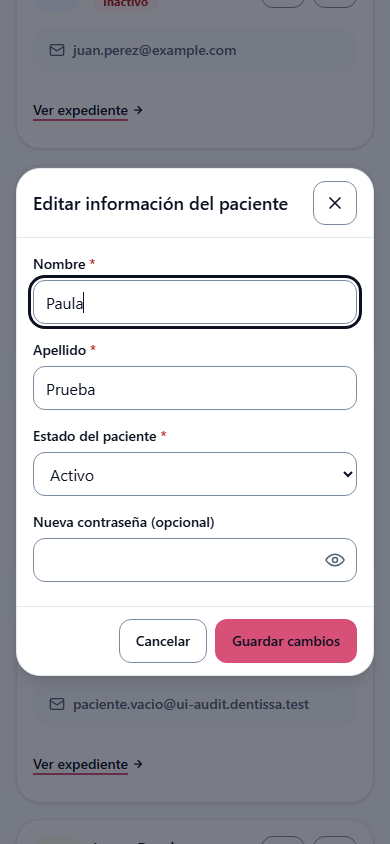 Inactivo
juan.perez@example.com
Ver expediente →
Editar información del paciente
Nombre *
Paula
Apellido *
Prueba
Estado del paciente *
Activo
Nueva contraseña (opcional)
Cancelar
Guardar cambios
paciente.vacio@ui-audit.dentissa.test
Ver expediente →